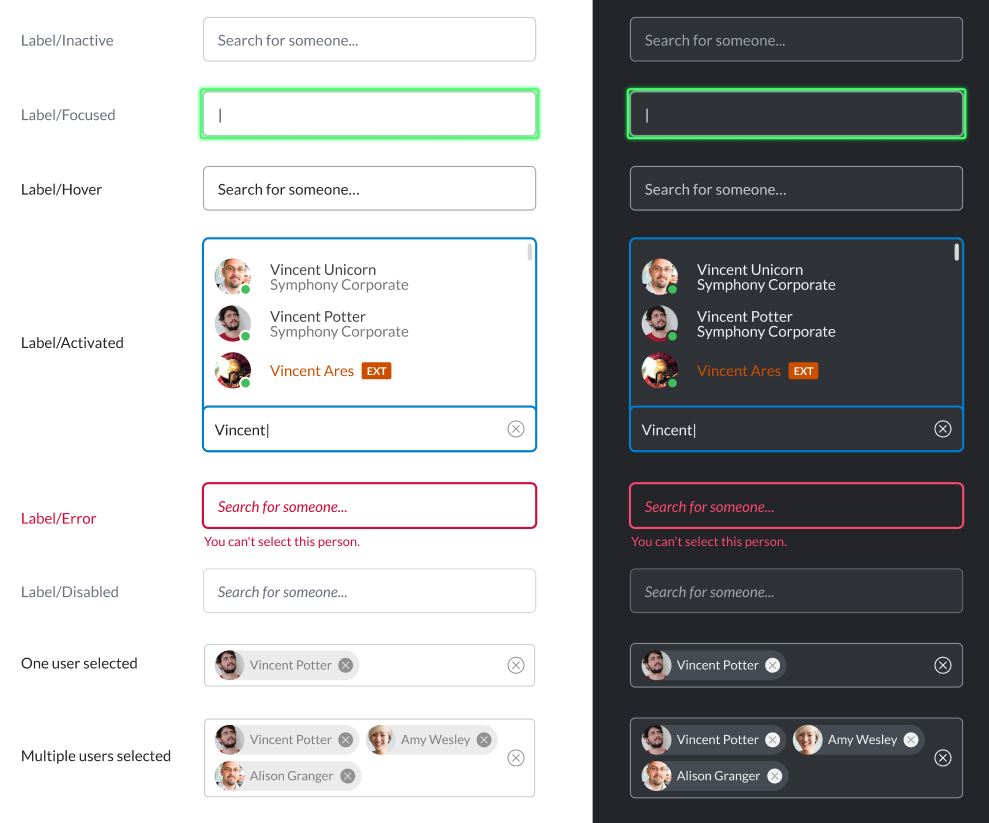 Label/Inactive
Search for someone...
Search for someone...
Label/Focused
|
|
Label/Hover
Search for someone...
Search for someone...
Label/Activated
Vincent Unicorn
Symphony Corporate
Vincent Potter
Symphony Corporate
Vincent Ares EXT
Vincent|
Vincent Unicorn
Symphony Corporate
Vincent Potter
Symphony Corporate
Vincent Ares EXT
Vincent|
Label/Error
Search for someone...
You can't select this person.
Search for someone...
You can't select this person.
Label/Disabled
Search for someone...
Search for someone...
One user selected
Vincent Potter
Vincent Potter
Multiple users selected
Vincent Potter Amy Wesley
Alison Granger
Vincent Potter Amy Wesley
Alison Granger